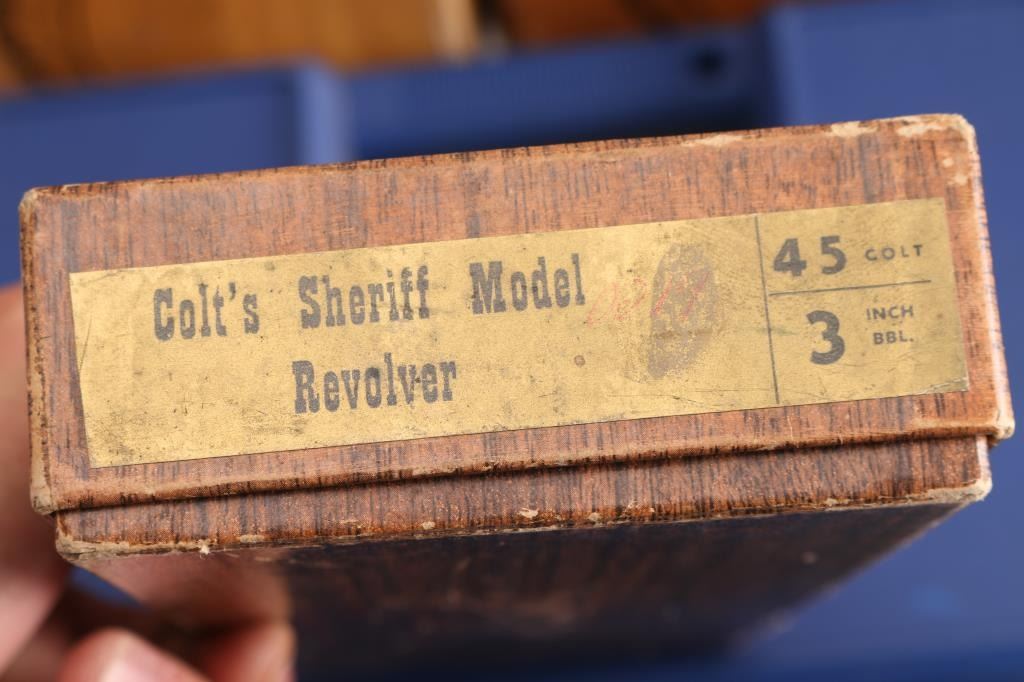 Colt's Sheriff Model
Revolver
45 COLT
3 INCH
BBL.